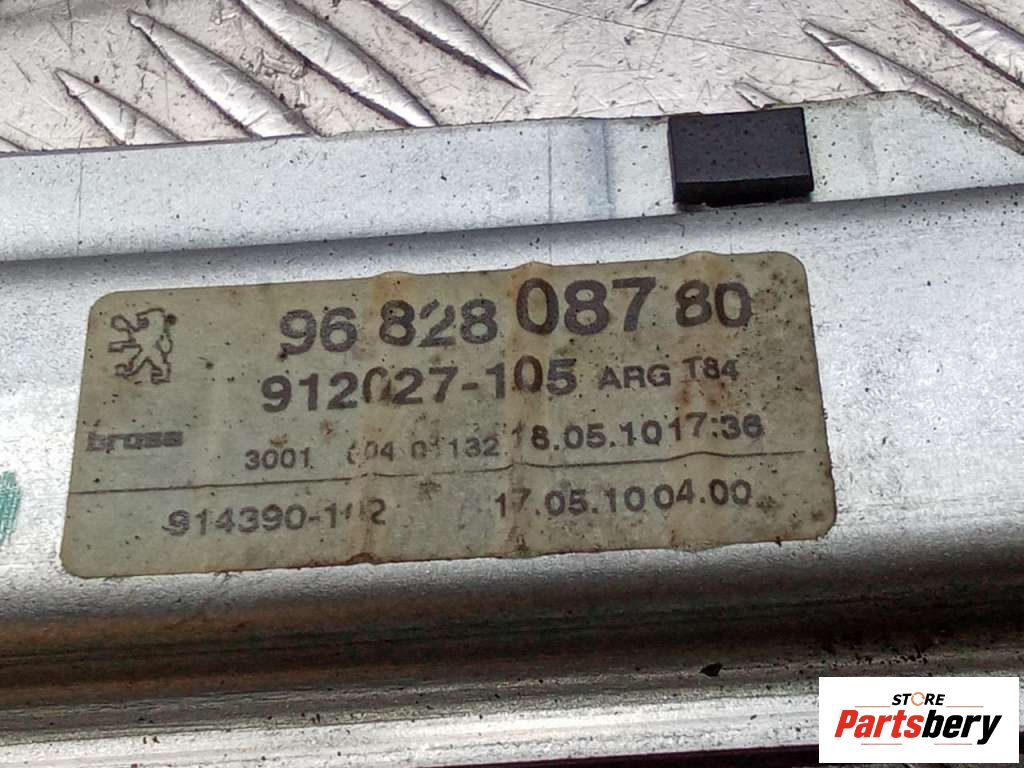 96 828 087 80
912027-105 ARG T84
brose
3001 01132 18.05.10 17:36
17.05.10 04.00
STORE
Partsbery